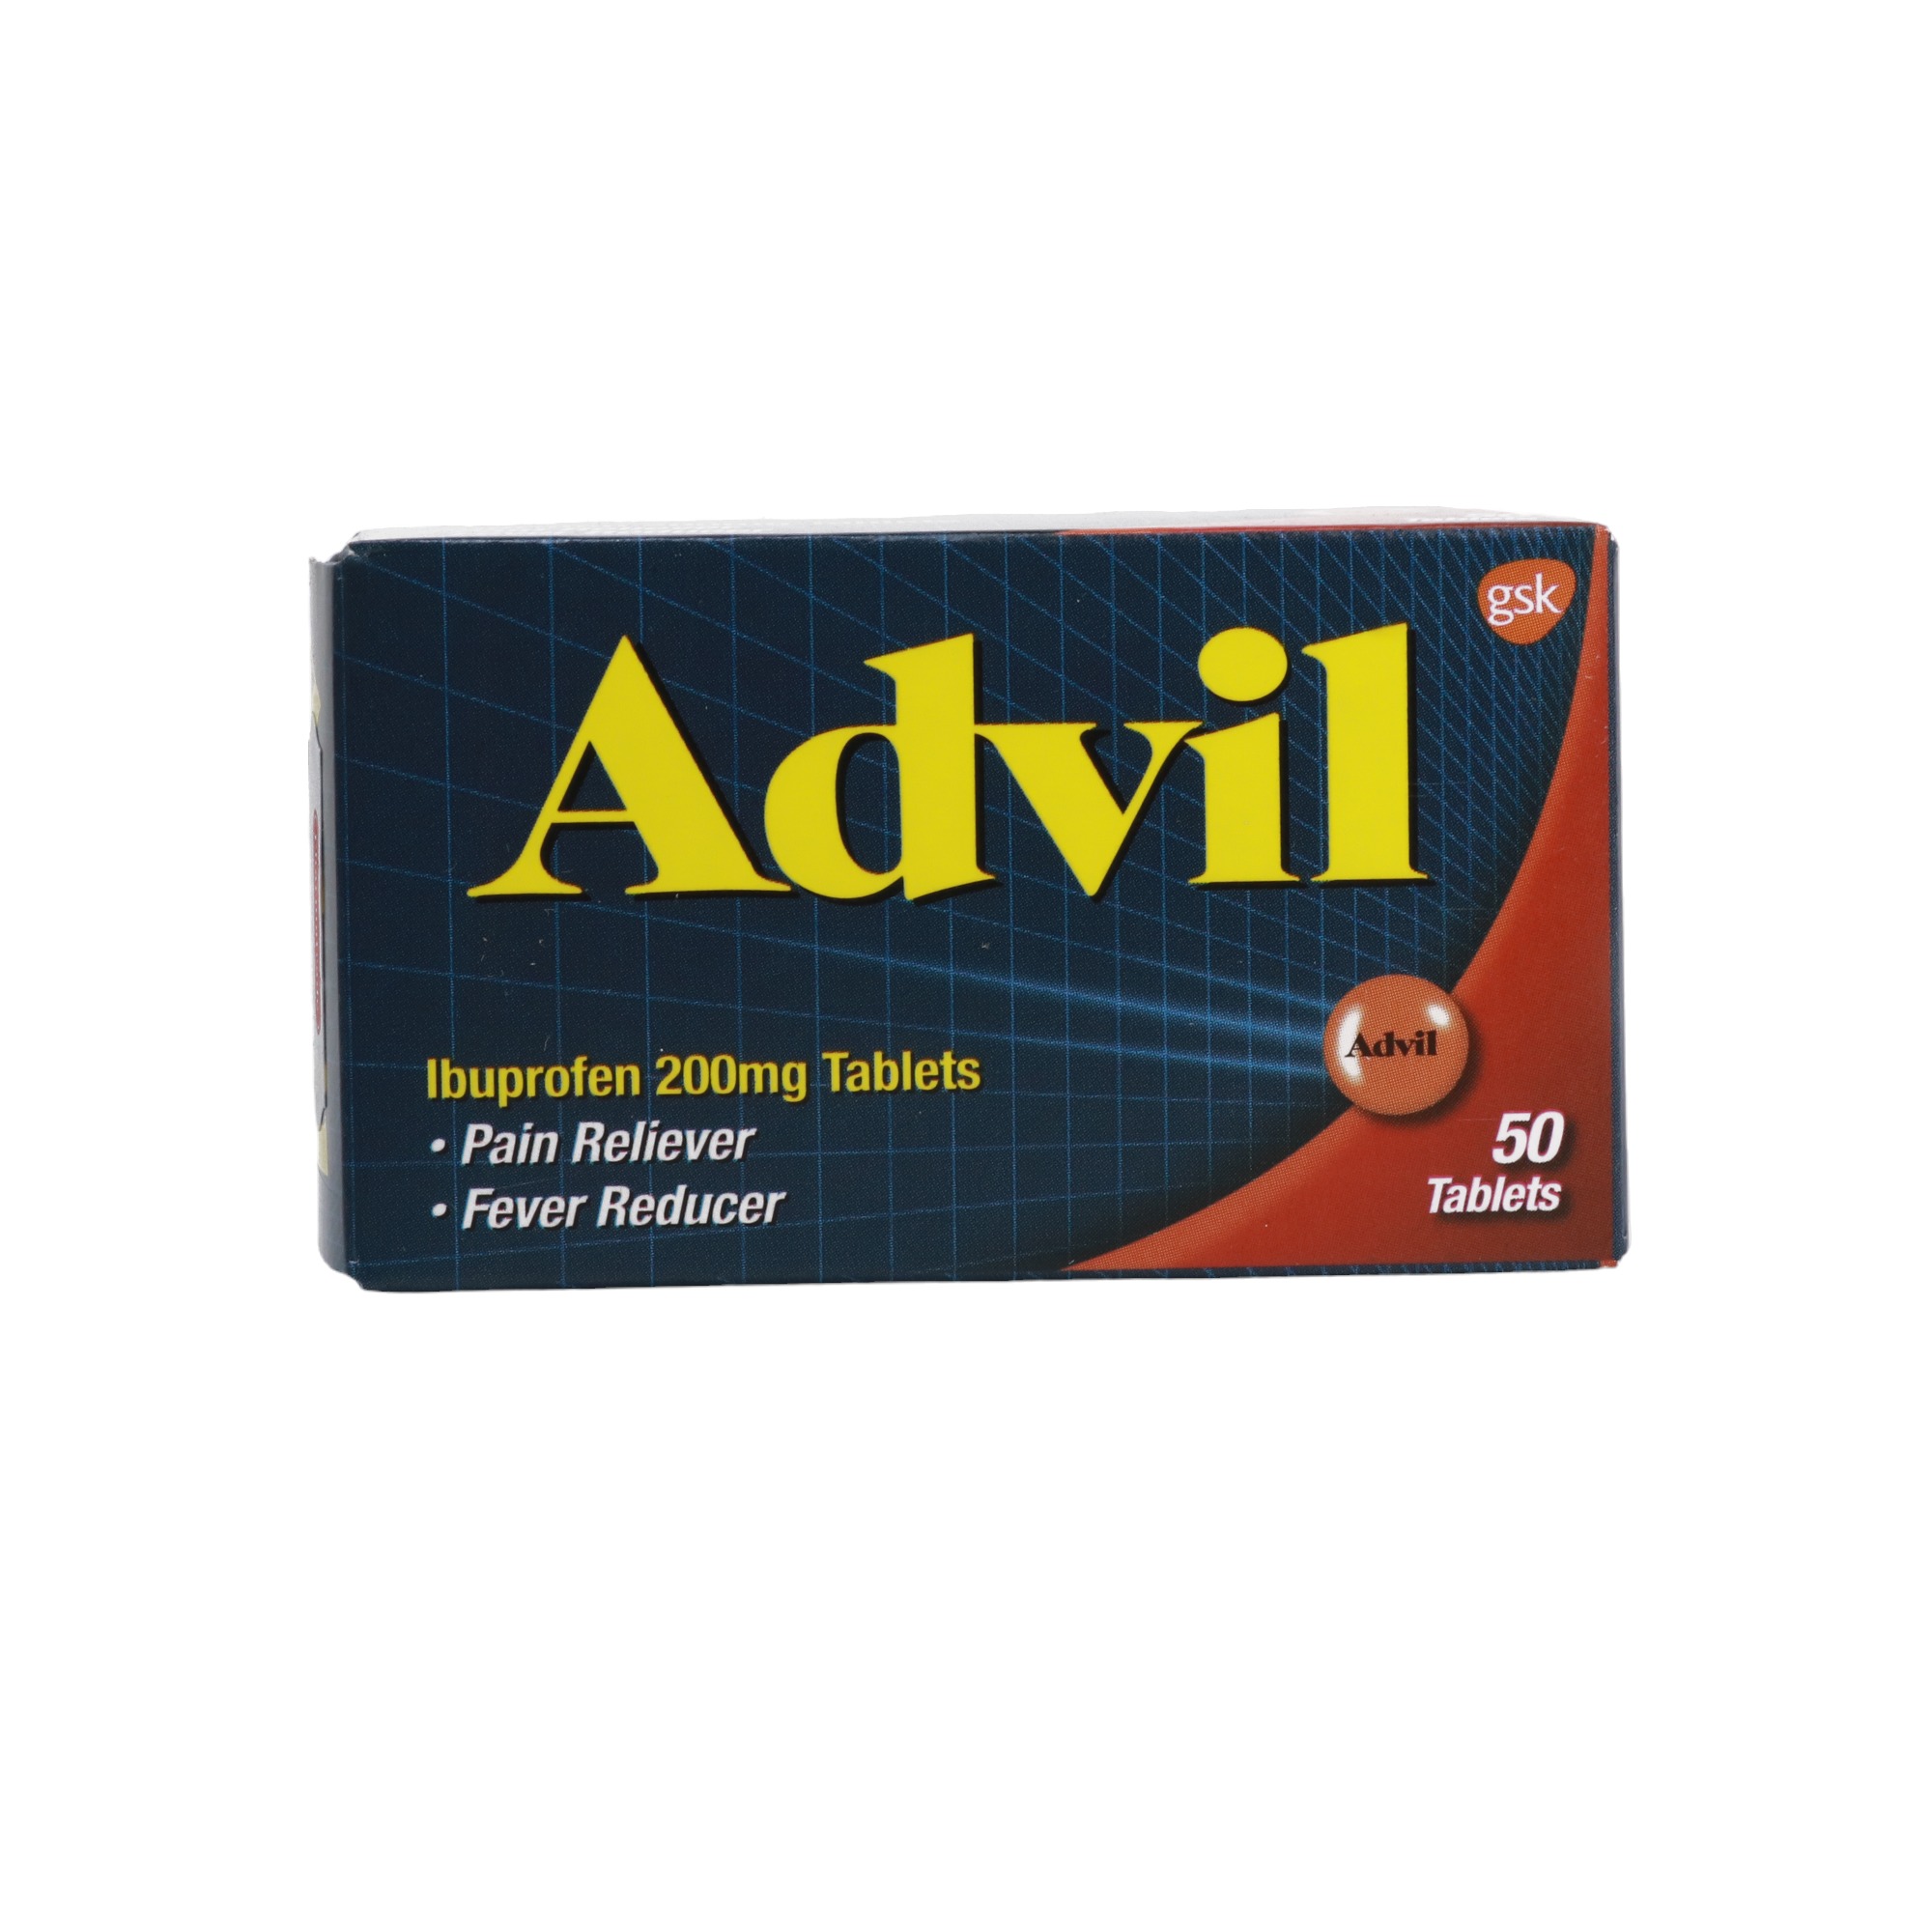 gsk
Advil
Advil
Ibuprofen 200mg Tablets
• Pain Reliever
• Fever Reducer
50
Tablets